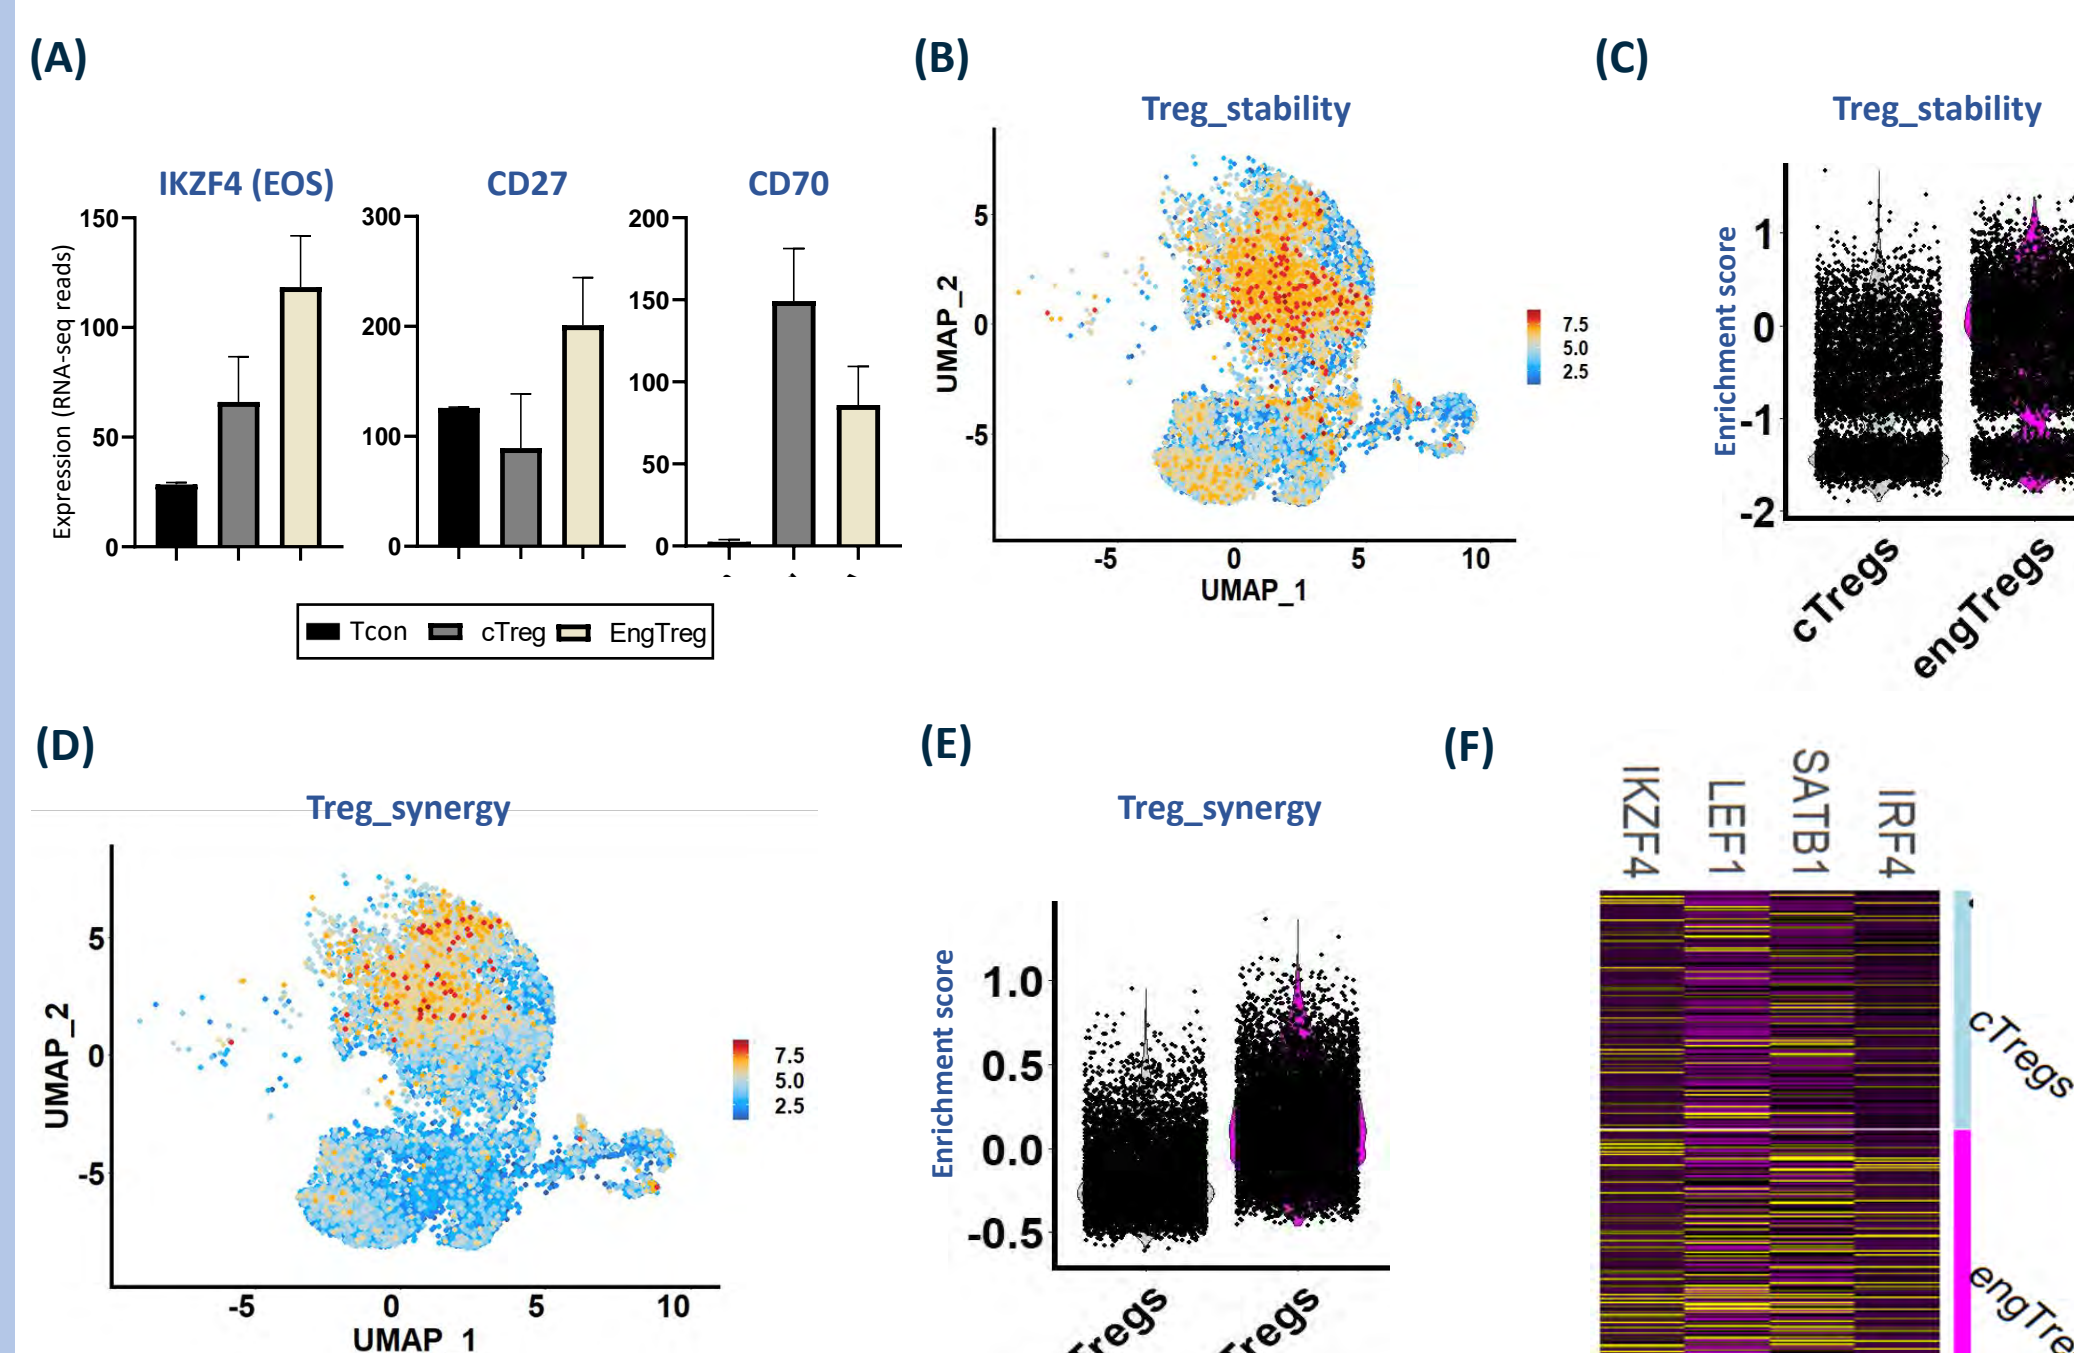 (A)
IKZF4 (EOS)
CD27
CD70
Expression (RNA-seq reads)
150
100
50
0
300
200
100
0
200
150
100
50
0
Tcon cTreg EngTreg
(B)
Treg_stability
UMAP_2
5
0
-5
-5 0 5 10
UMAP_1
7.5
5.0
2.5
(C)
Treg_stability
Enrichment score
1
0
-1
-2
cTregs
engTregs
(D)
Treg_synergy
UMAP_2
5
0
-5
-5 0 5 10
UMAP_1
7.5
5.0
2.5
(E)
Treg_synergy
Enrichment score
1.0
0.5
0.0
-0.5
Tregs
Tregs
(F)
IKZF4
LEF1
SATB1
IRF4
cTregs
engTre